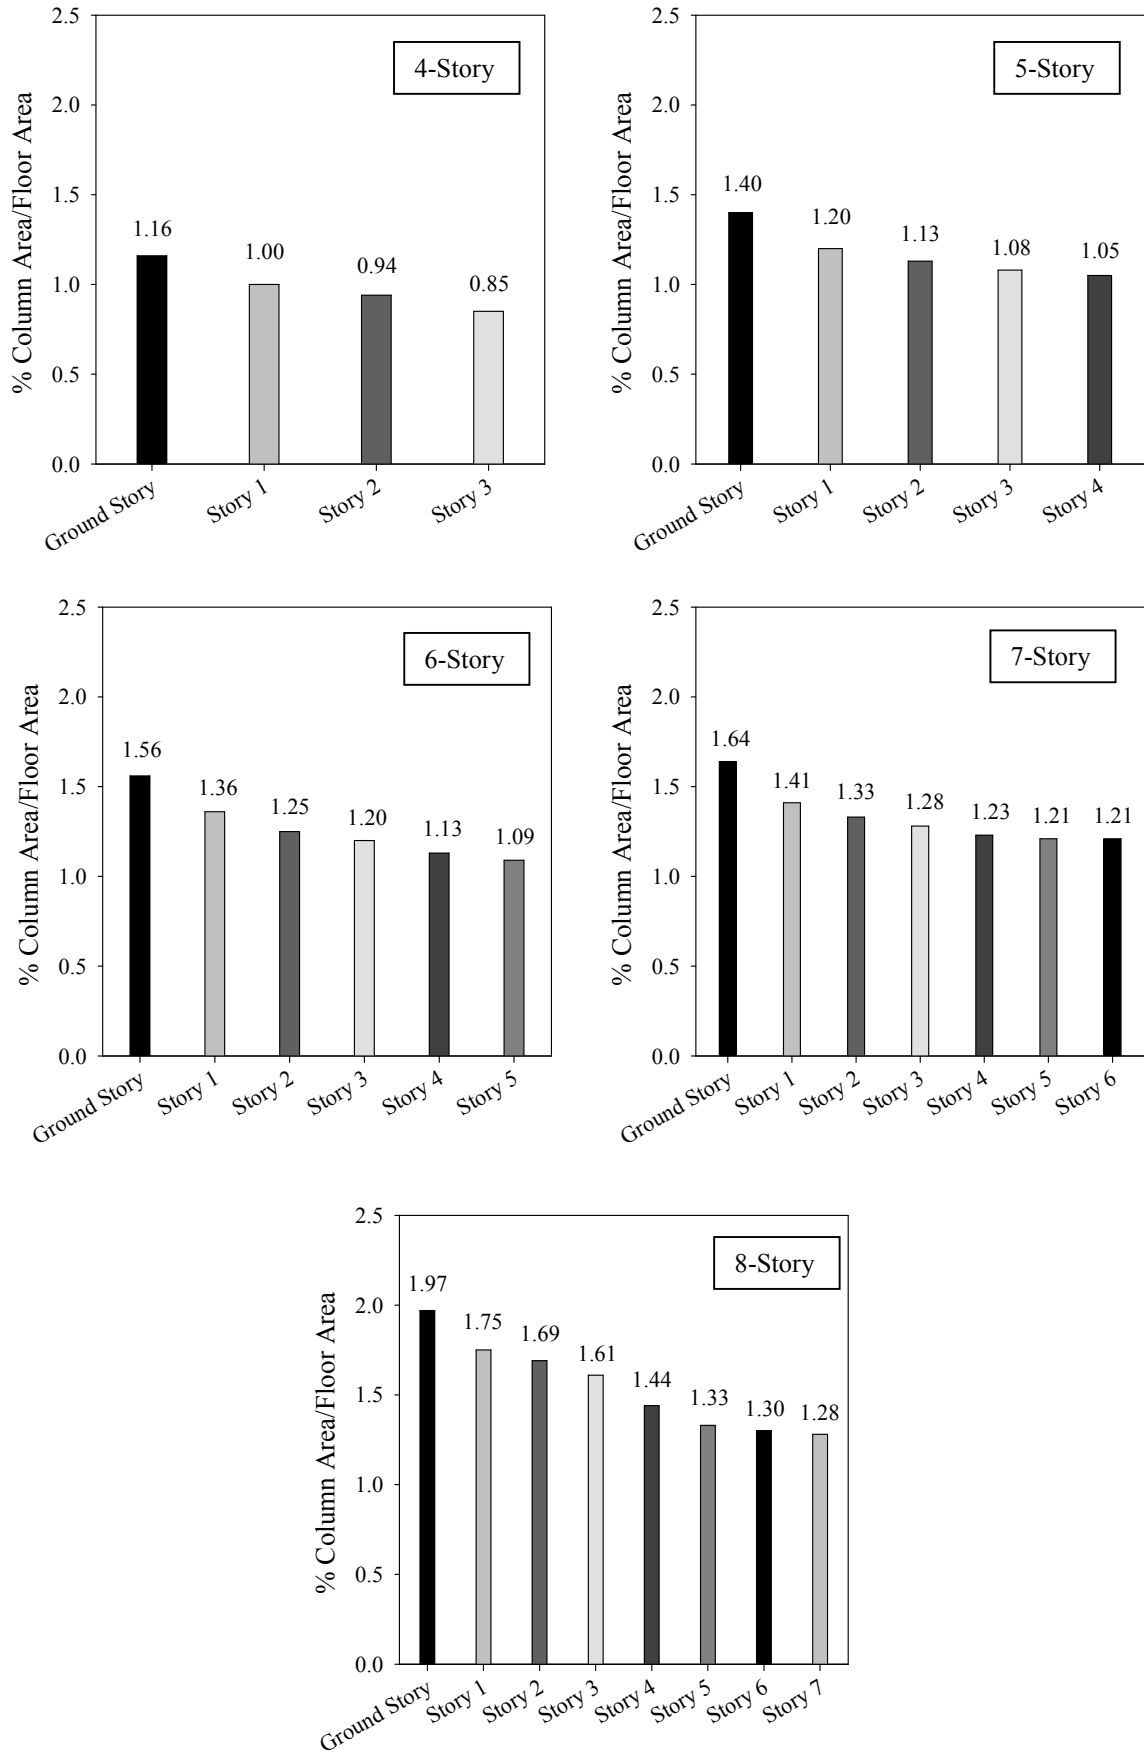 4-Story
% Column Area/Floor Area
2.5
2.0
1.5
1.0
0.5
0.0
1.16
1.00
0.94
0.85
Ground Story
Story 1
Story 2
Story 3
5-Story
% Column Area/Floor Area
2.5
2.0
1.5
1.0
0.5
0.0
1.40
1.20
1.13
1.08
1.05
Ground Story
Story 1
Story 2
Story 3
Story 4
6-Story
% Column Area/Floor Area
2.5
2.0
1.5
1.0
0.5
0.0
1.56
1.36
1.25
1.20
1.13
1.09
Ground Story
Story 1
Story 2
Story 3
Story 4
Story 5
7-Story
% Column Area/Floor Area
2.5
2.0
1.5
1.0
0.5
0.0
1.64
1.41
1.33
1.28
1.23
1.21
1.21
Ground Story
Story 1
Story 2
Story 3
Story 4
Story 5
Story 6
8-Story
% Column Area/Floor Area
2.5
2.0
1.5
1.0
0.5
0.0
1.97
1.75
1.69
1.61
1.44
1.33
1.30
1.28
Ground Story
Story 1
Story 2
Story 3
Story 4
Story 5
Story 6
Story 7